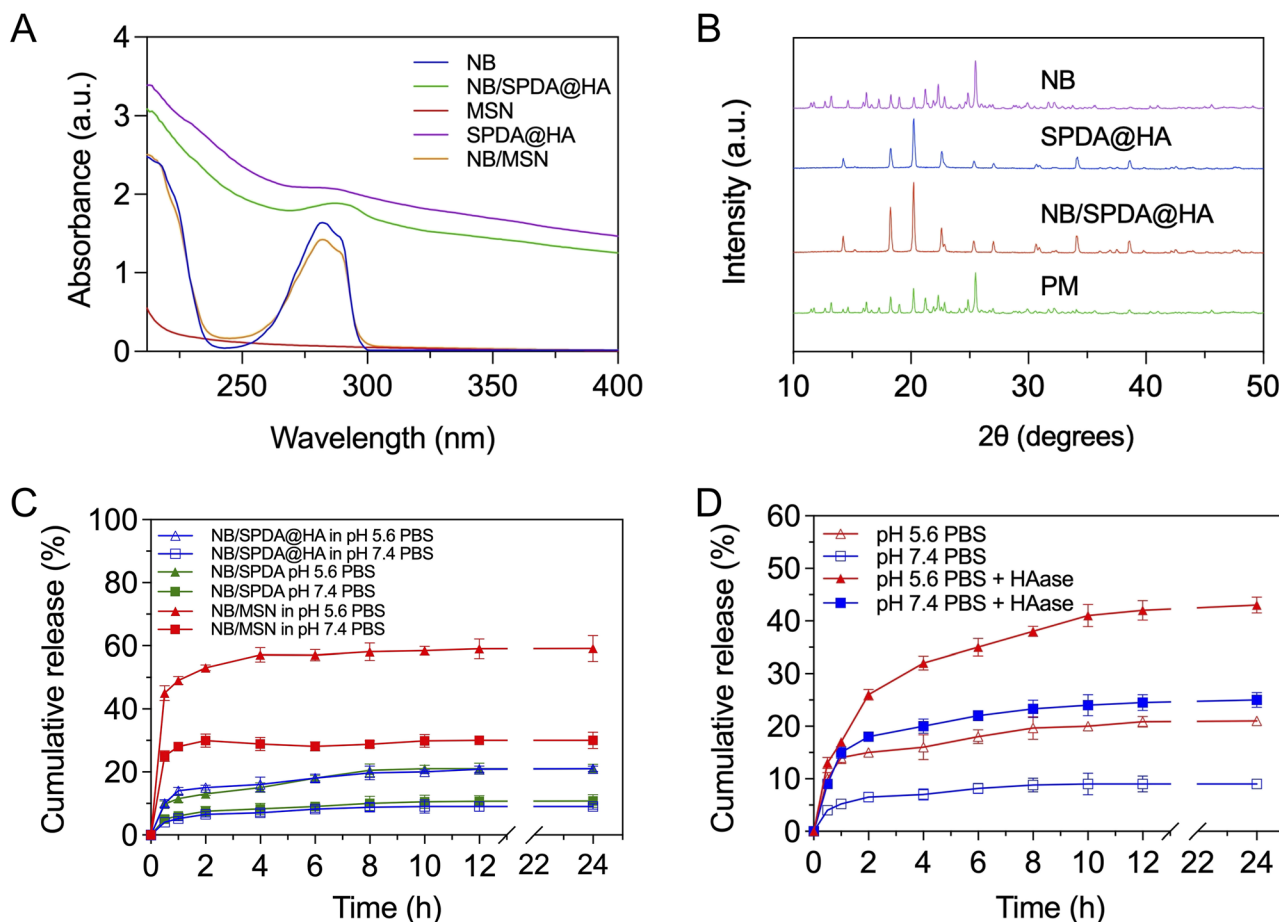 A
Absorbance (a.u.)
4
3
2
1
0
250
300
350
400
Wavelength (nm)
NB
NB/SPDA@HA
MSN
SPDA@HA
NB/MSN
B
Intensity (a.u.)
NB
SPDA@HA
NB/SPDA@HA
PM
10
20
30
40
50
2θ (degrees)
C
Cumulative release (%)
100
80
60
40
20
0
NB/SPDA@HA in pH 5.6 PBS
NB/SPDA@HA in pH 7.4 PBS
NB/SPDA pH 5.6 PBS
NB/SPDA pH 7.4 PBS
NB/MSN in pH 5.6 PBS
NB/MSN in pH 7.4 PBS
0 2 4 6 8 10 12 22 24
Time (h)
D
Cumulative release (%)
60
50
40
30
20
10
0
pH 5.6 PBS
pH 7.4 PBS
pH 5.6 PBS + HAase
pH 7.4 PBS + HAase
0 2 4 6 8 10 12 22 24
Time (h)